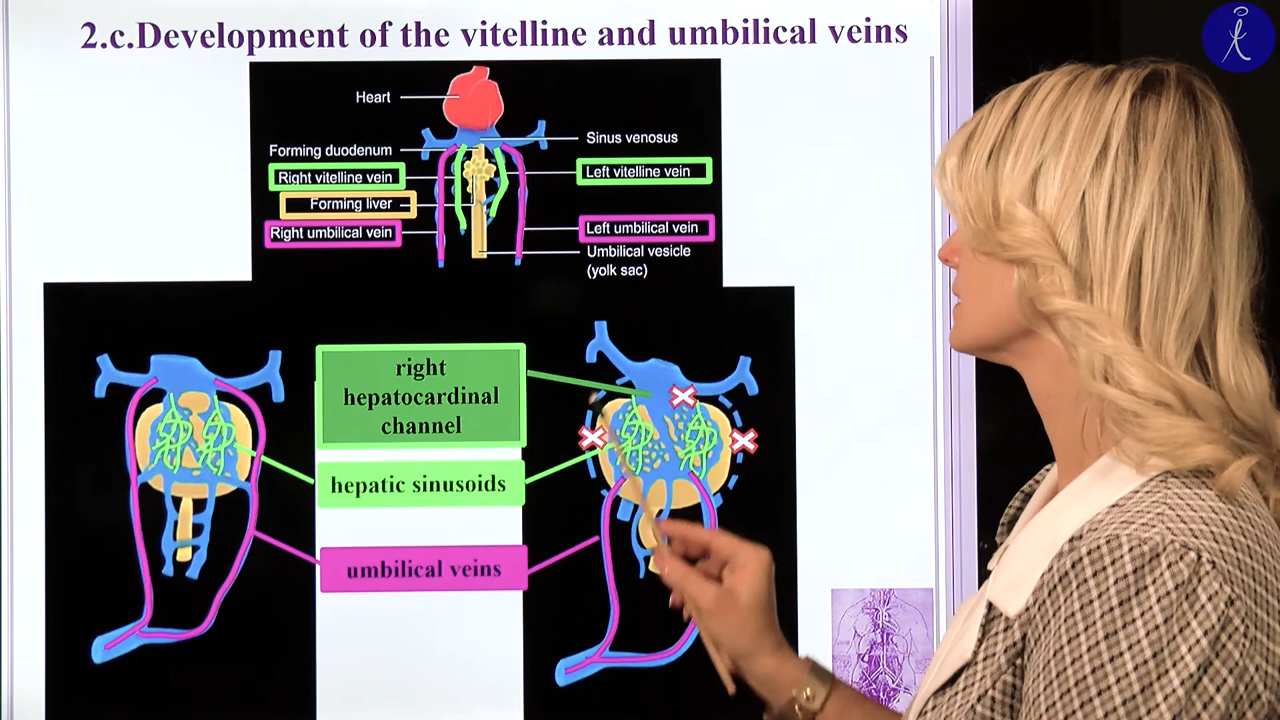 2.c.Development of the vitelline and umbilical veins
Heart
Sinus venosus
Forming duodenum
Right vitelline vein
Left vitelline vein
Forming liver
Right umbilical vein
Left umbilical vein
Umbilical vesicle
(yolk sac)
right
hepatocardinal
channel
hepatic sinusoids
umbilical veins